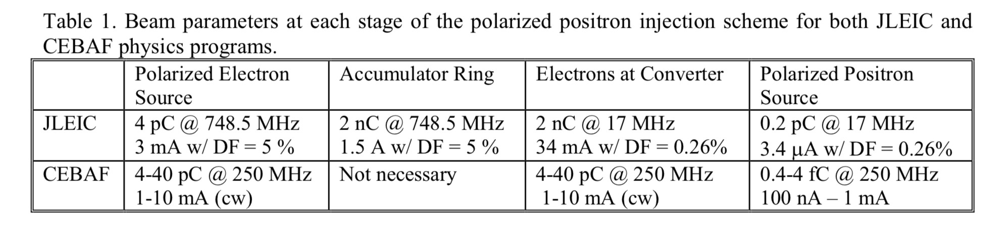 Table 1. Beam parameters at each stage of the polarized positron injection scheme for both JLEIC and
CEBAF physics programs.
Polarized Electron Source
Accumulator Ring
Electrons at Converter
Polarized Positron Source
JLEIC
4 pC @ 748.5 MHz
3 mA w/ DF = 5 %
2 nC @ 748.5 MHz
1.5 A w/ DF = 5 %
2 nC @ 17 MHz
34 mA w/ DF = 0.26%
0.2 pC @ 17 MHz
3.4 µA w/ DF = 0.26%
CEBAF
4-40 pC @ 250 MHz
1-10 mA (cw)
Not necessary
4-40 pC @ 250 MHz
1-10 mA (cw)
0.4-4 fC @ 250 MHz
100 nA – 1 mA